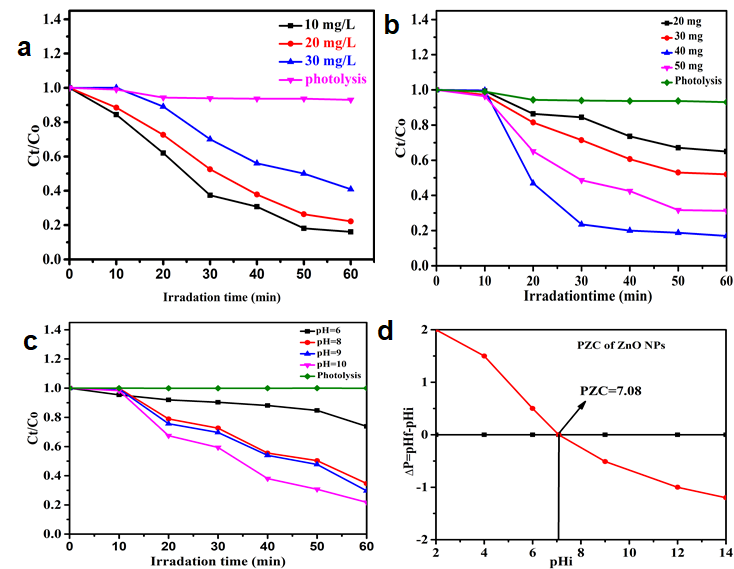 a
10 mg/L
20 mg/L
30 mg/L
photolysis
1.4
1.2
1.0
0.8
0.6
0.4
0.2
0.0
Ct/Co
0 10 20 30 40 50 60
Irradation time (min)
b
20 mg
30 mg
40 mg
50 mg
Photolysis
1.4
1.2
1.0
0.8
0.6
0.4
0.2
0.0
Ct/Co
0 10 20 30 40 50 60
Irradiationtime (min)
c
pH=6
pH=8
pH=9
pH=10
Photolysis
1.4
1.2
1.0
0.8
0.6
0.4
0.2
0.0
Ct/Co
0 10 20 30 40 50 60
Irradation time (min)
d
PZC of ZnO NPs
PZC=7.08
2
1
0
-1
-2
ΔP=pHf-pHi
2 4 6 8 10 12 14
pHi